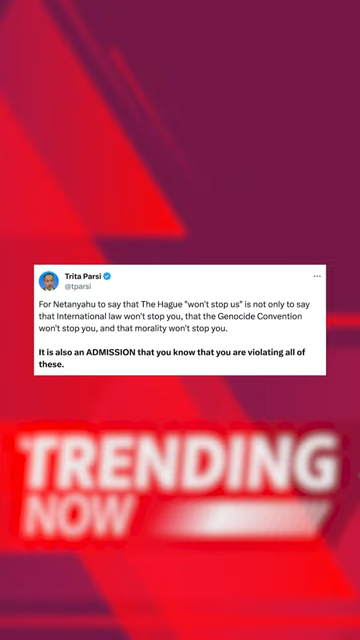 Trita Parsi
@tparsi
For Netanyahu to say that The Hague "won't stop us" is not only to say
that International law won't stop you, that the Genocide Convention
won't stop you, and that morality won't stop you.
It is also an ADMISSION that you know that you are violating all of
these.
TRENDING
NOW